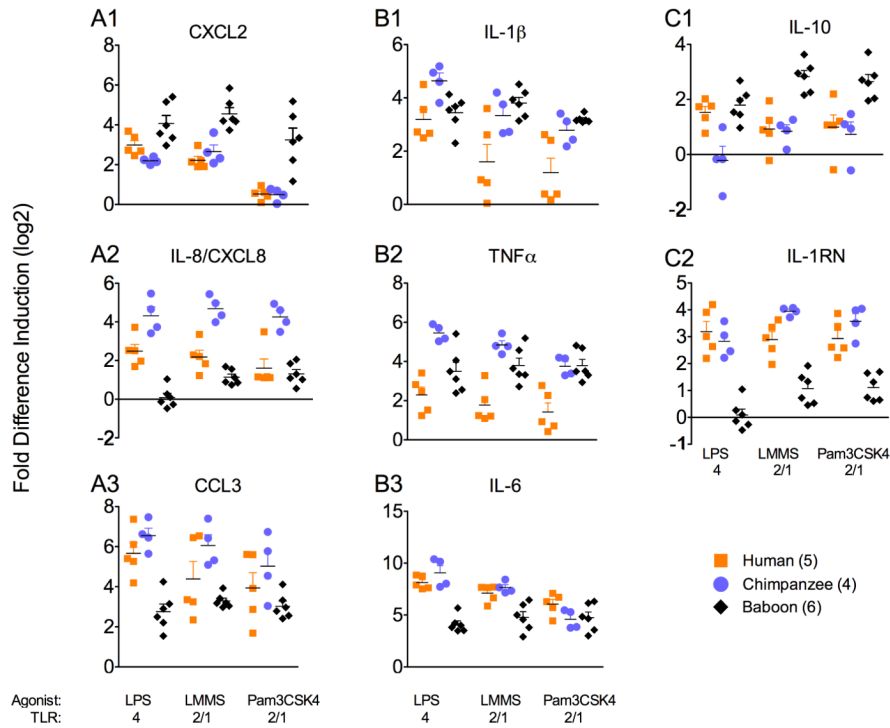 Fold Difference Induction (log2)
A1
CXCL2
10
8
6
4
2
0
B1
IL-1β
6
4
2
0
C1
IL-10
4
2
0
-2
A2
IL-8/CXCL8
8
6
4
2
0
-2
B2
TNFα
8
6
4
2
0
C2
IL-1RN
5
4
3
2
1
0
-1
LPS LMMS Pam3CSK4
4 2/1 2/1
A3
CCL3
8
6
4
2
0
B3
IL-6
15
10
5
0
Human (5)
Chimpanzee (4)
Baboon (6)
Agonist: LPS LMMS Pam3CSK4 LPS LMMS Pam3CSK4
TLR: 4 2/1 2/1 4 2/1 2/1